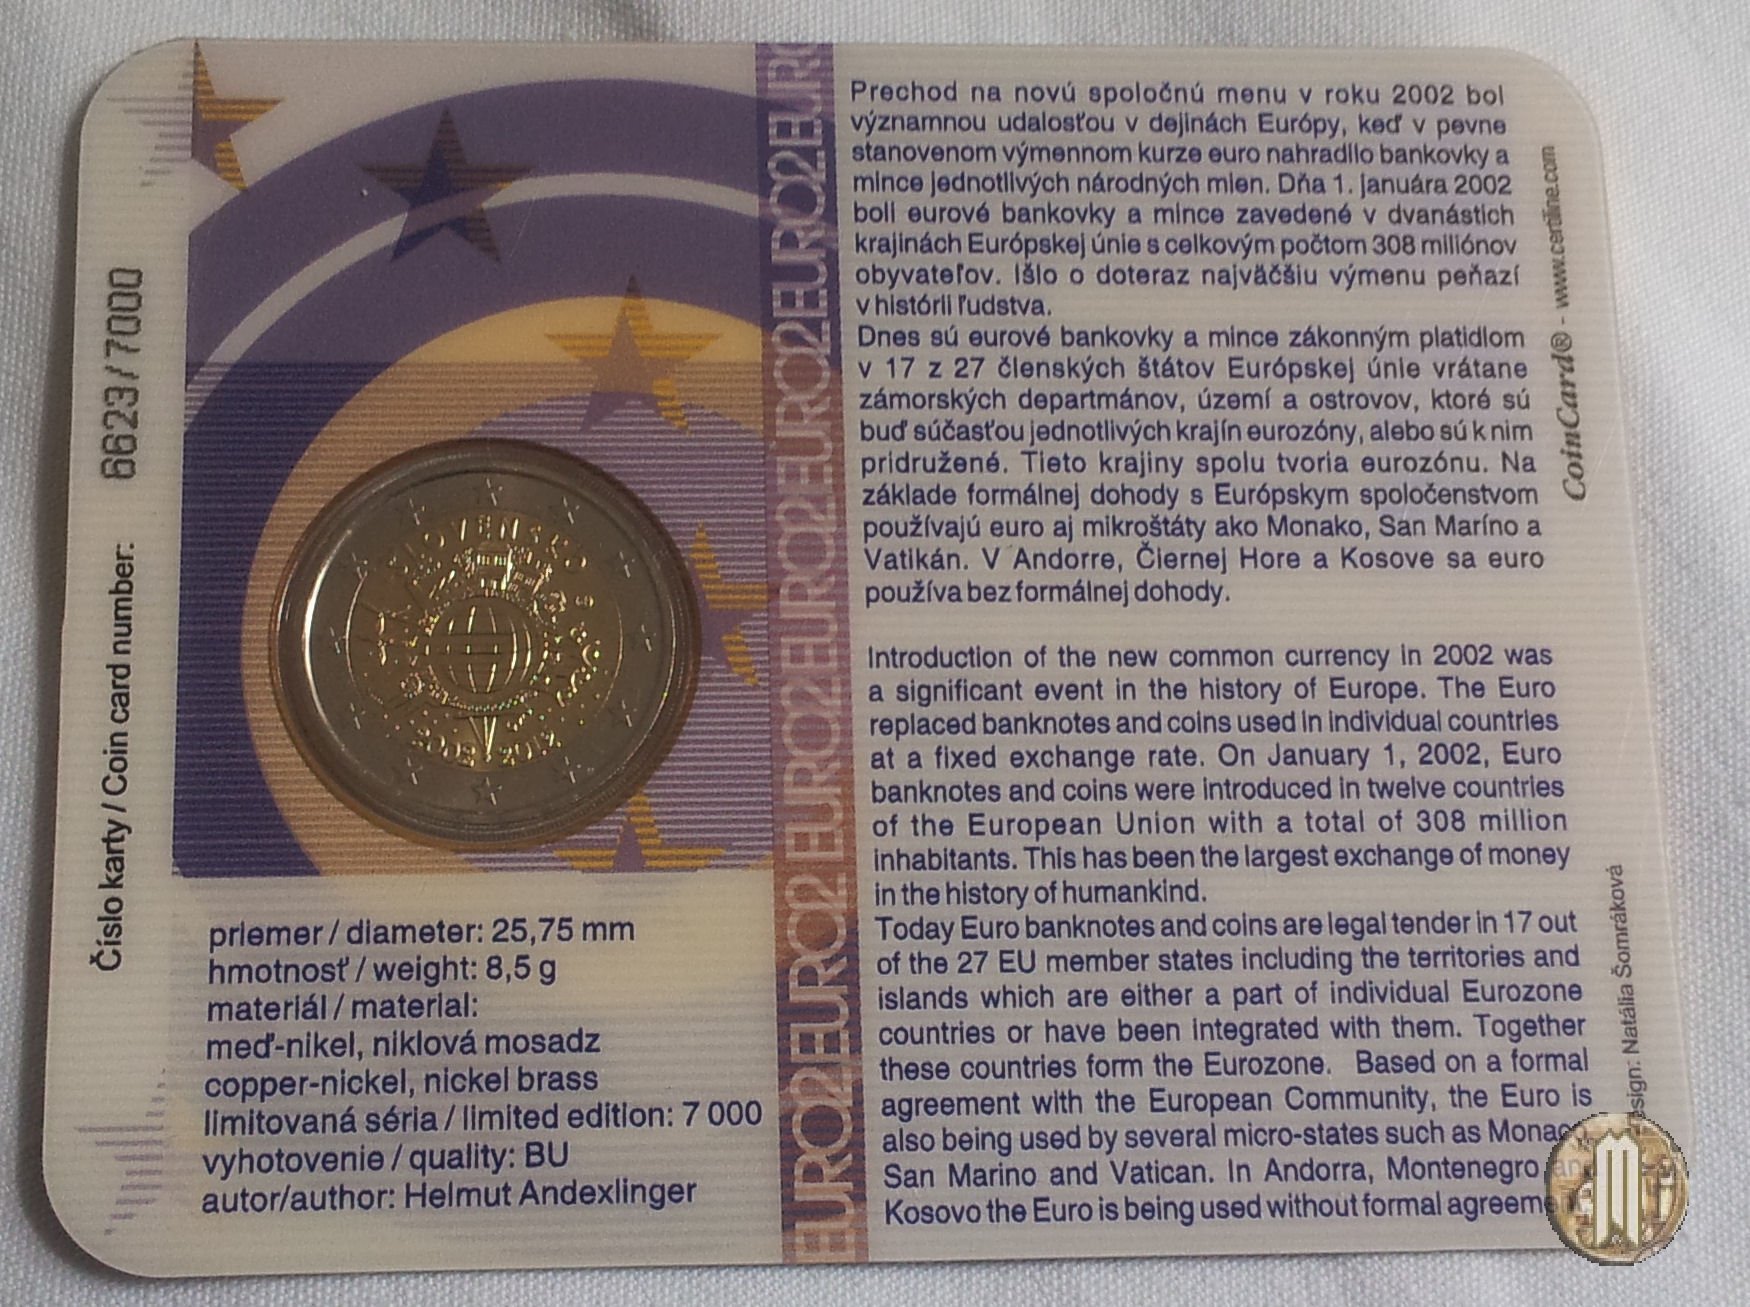 Číslo karty / Coin card number: 6623/7000
EURO2EURO2EURO2EURO2EURO2EURO2EURO2EURO
SLOVENSKO
2002 2012
priemer / diameter: 25,75 mm
hmotnosť / weight: 8,5 g
materiál / material:
meď-nikel, niklová mosadz
copper-nickel, nickel brass
limitovaná séria / limited edition: 7 000
vyhotovenie / quality: BU
autor/author: Helmut Andexlinger
Prechod na novú spoločnú menu v roku 2002 bol
významnou udalosťou v dejinách Európy, keď v pevne
stanovenom výmennom kurze euro nahradilo bankovky a
mince jednotlivých národných mien. Dňa 1. januára 2002
boli eurové bankovky a mince zavedené v dvanástich
krajinách Európskej únie s celkovým počtom 308 miliónov
obyvateľov. Išlo o doteraz najväčšiu výmenu peňazí
v histórii ľudstva.
Dnes sú eurové bankovky a mince zákonným platidlom
v 17 z 27 členských štátov Európskej únie vrátane
zámorských departmánov, území a ostrovov, ktoré sú
buď súčasťou jednotlivých krajín eurozóny, alebo sú k nim
pridružené. Tieto krajiny spolu tvoria eurozónu. Na
základe formálnej dohody s Európskym spoločenstvom
používajú euro aj mikroštáty ako Monako, San Maríno a
Vatikán. V Andorre, Čiernej Hore a Kosove sa euro
používa bez formálnej dohody.
Introduction of the new common currency in 2002 was
a significant event in the history of Europe. The Euro
replaced banknotes and coins used in individual countries
at a fixed exchange rate. On January 1, 2002, Euro
banknotes and coins were introduced in twelve countries
of the European Union with a total of 308 million
inhabitants. This has been the largest exchange of money
in the history of humankind.
Today Euro banknotes and coins are legal tender in 17 out
of the 27 EU member states including the territories and
islands which are either a part of individual Eurozone
countries or have been integrated with them. Together
these countries form the Eurozone. Based on a formal
agreement with the European Community, the Euro is
also being used by several micro-states such as Monaco
San Marino and Vatican. In Andorra, Montenegro and
Kosovo the Euro is being used without formal agreeme
CoinCard® - www.cerdine.com
esign: Natália Šomráková